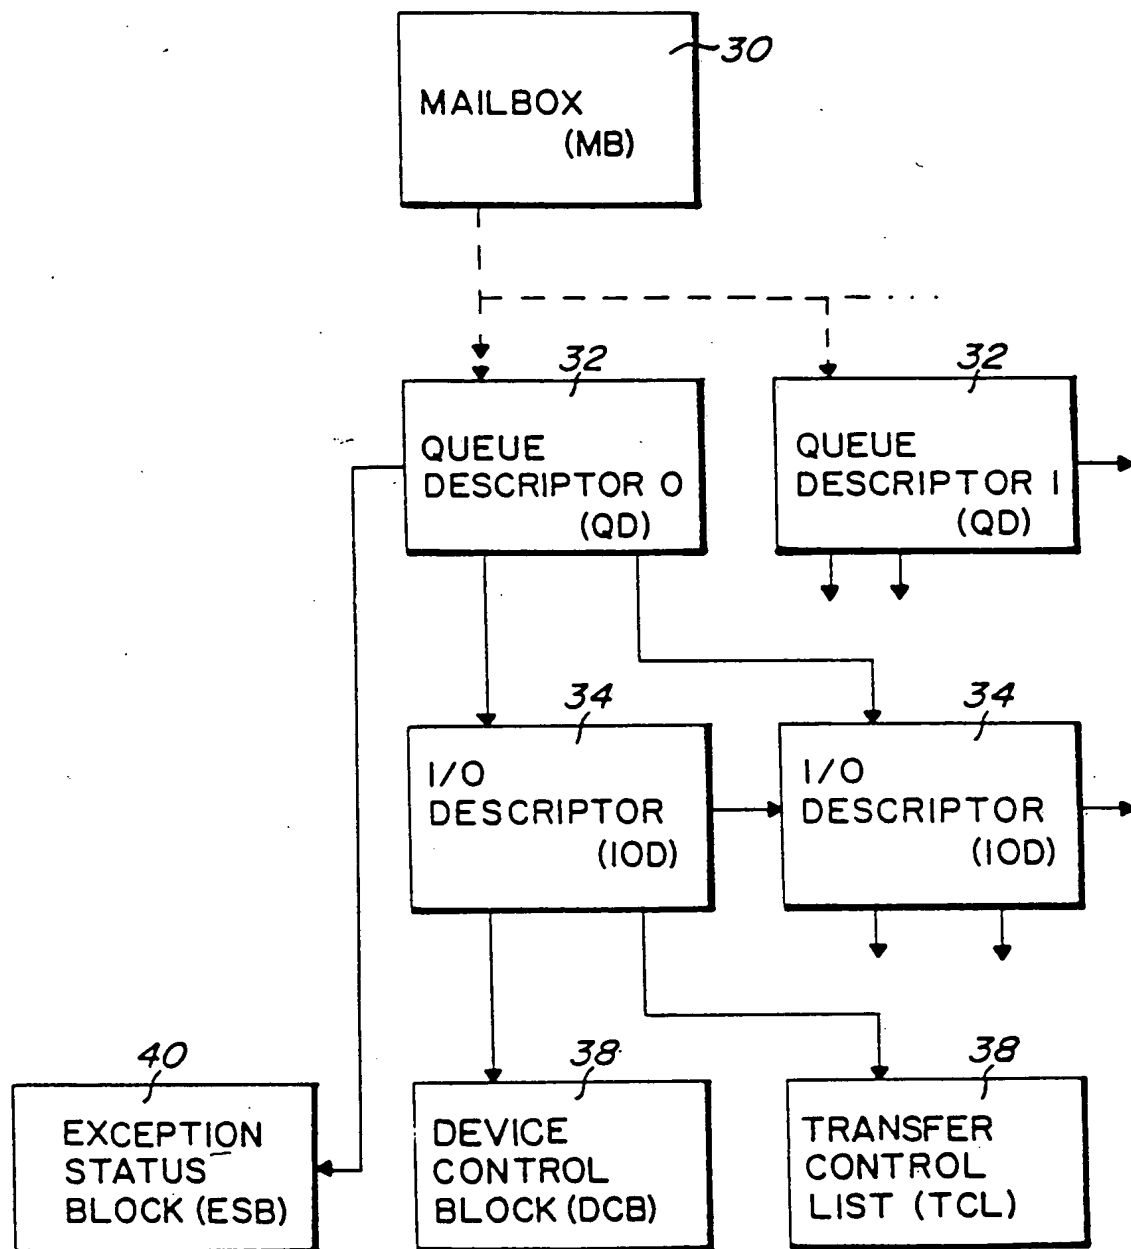 30
MAILBOX
(MB)
32
32
QUEUE
DESCRIPTOR 0
(QD)
QUEUE
DESCRIPTOR 1
(QD)
34
34
I/O
DESCRIPTOR
(IOD)
I/O
DESCRIPTOR
(IOD)
40
38
38
EXCEPTION
STATUS
BLOCK (ESB)
DEVICE
CONTROL
BLOCK (DCB)
TRANSFER
CONTROL
LIST (TCL)